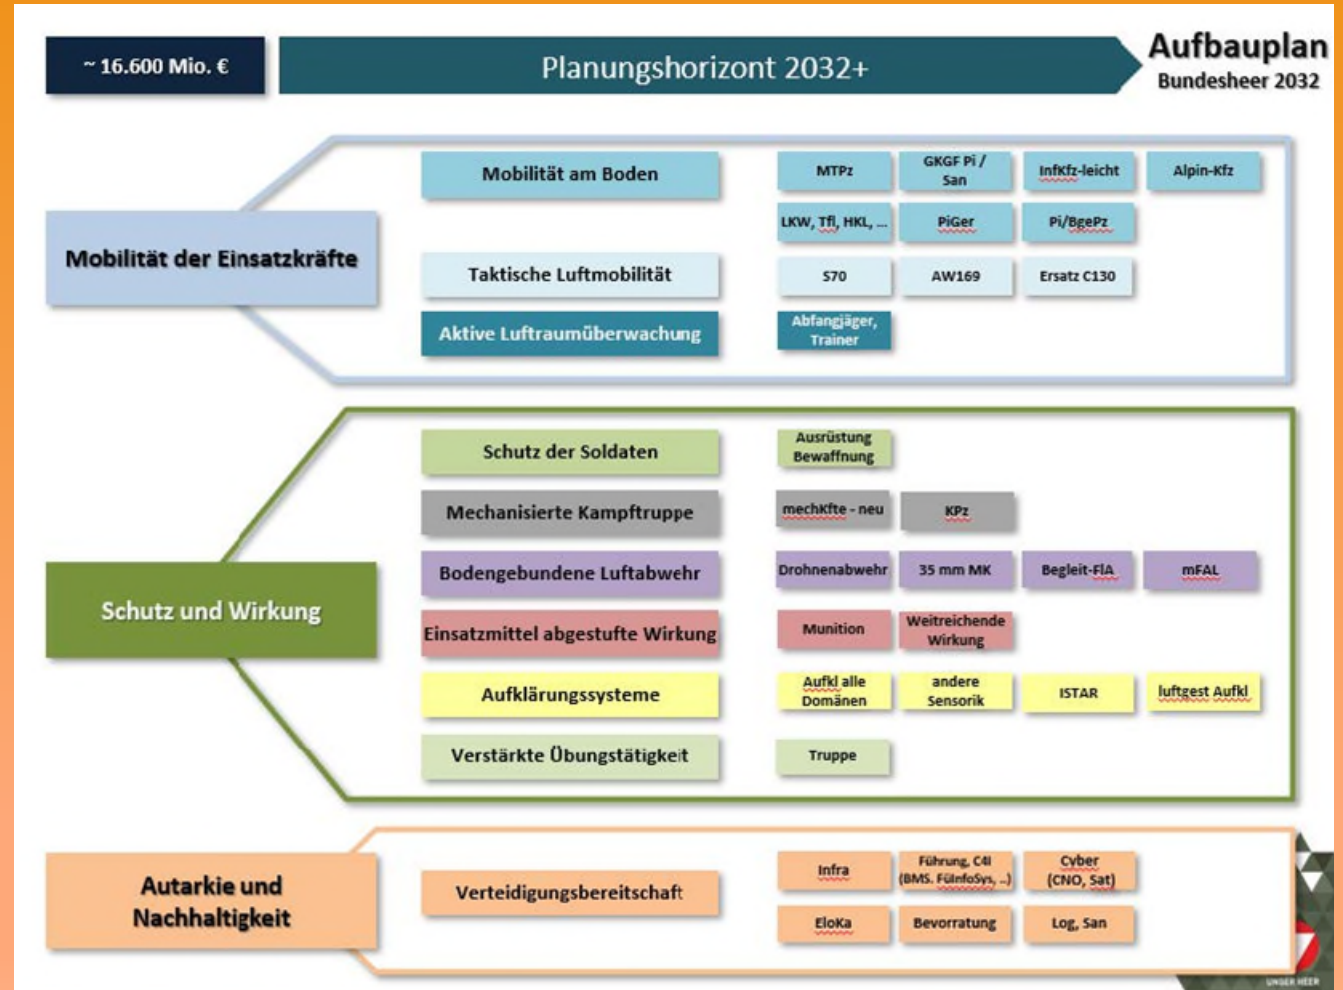 ~ 16.600 Mio. €
Planungshorizont 2032+
Aufbauplan
Bundesheer 2032
Mobilität der Einsatzkräfte
Mobilität am Boden
MTPz
GKGF Pi /
San
InfKfz-leicht
Alpin-Kfz
LKW, Tfl, HKL, ...
PiGer
Pi/BgePz
Taktische Luftmobilität
S70
AW169
Ersatz C130
Aktive Luftraumüberwachung
Abfangjäger,
Trainer
Schutz und Wirkung
Schutz der Soldaten
Ausrüstung
Bewaffnung
Mechanisierte Kampftruppe
mechKfte - neu
KPz
Bodengebundene Luftabwehr
Drohnenabwehr
35 mm MK
Begleit-FlA
mFAL
Einsatzmittel abgestufte Wirkung
Munition
Weitreichende
Wirkung
Aufklärungssysteme
Aufkl alle
Domänen
andere
Sensorik
ISTAR
luftgest Aufkl
Verstärkte Übungstätigkeit
Truppe
Autarkie und
Nachhaltigkeit
Verteidigungsbereitschaft
Infra
Führung, C4I
(BMS. FüInfoSys, ..)
Cyber
(CNO, Sat)
EloKa
Bevorratung
Log, San
UNSER HEER